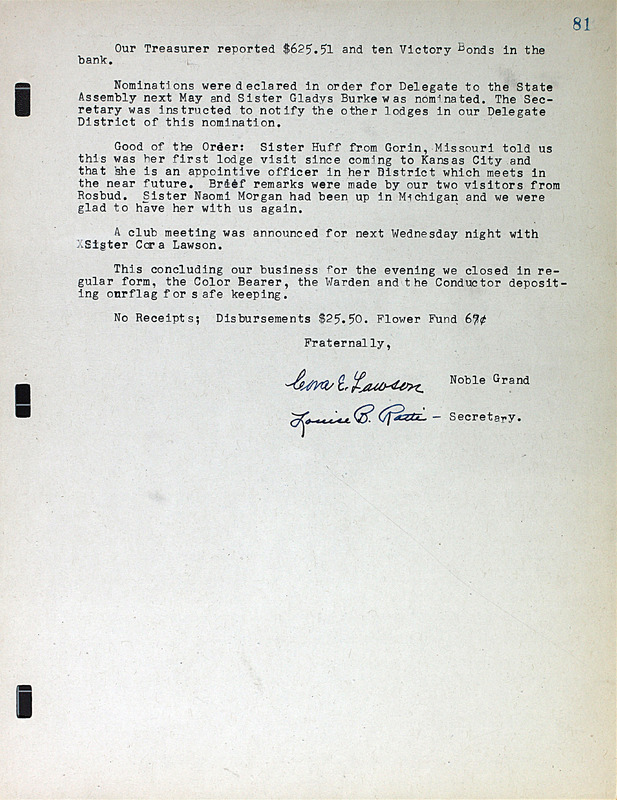 81
Our Treasurer reported $625.51 and ten Victory Bonds in the
bank.
Nominations were declared in order for Delegate to the State
Assembly next May and Sister Gladys Burke was nominated. The Sec-
retary was instructed to notify the other lodges in our Delegate
District of this nomination.
Good of the Order: Sister Huff from Gorin, Missouri told us
this was her first lodge visit since coming to Kansas City and
that she is an appointive officer in her District which meets in
the near future. Brief remarks were made by our two visitors from
Rosbud. Sister Naomi Morgan had been up in Michigan and we were
glad to have her with us again.
A club meeting was announced for next Wednesday night with
XSister Cora Lawson.
This concluding our business for the evening we closed in re-
gular form, the Color Bearer, the Warden and the Conductor deposit-
ing ourflag for safe keeping.
No Receipts; Disbursements $25.50. Flower Fund 67¢
Fraternally,
Cora E. Lawson Noble Grand
Louise B. Ratti - Secretary.